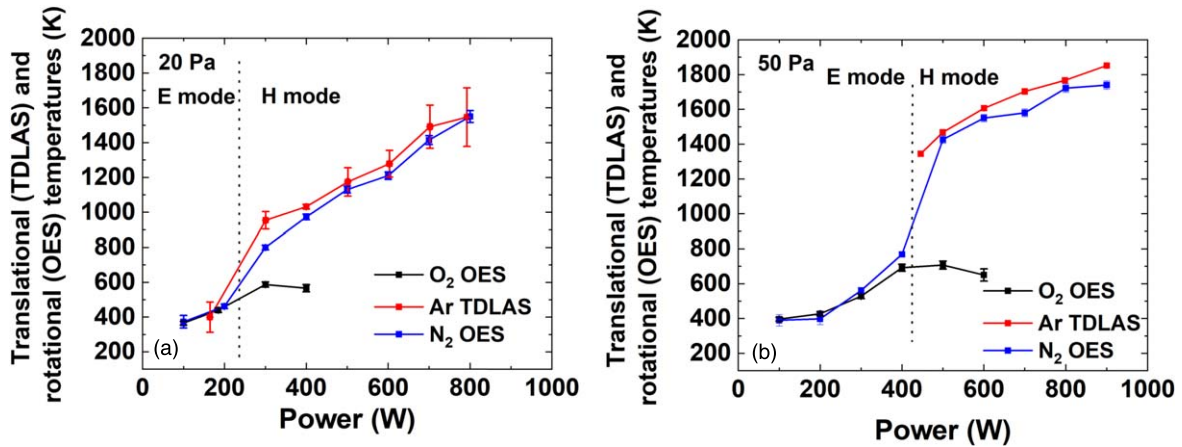 Translational (TDLAS) and
rotational (OES) temperatures (K)
2000
1800
1600
1400
1200
1000
800
600
400
20 Pa
E mode
H mode
O₂ OES
Ar TDLAS
N₂ OES
(a)
0 200 400 600 800 1000
Power (W)
Translational (TDLAS) and
rotational (OES) temperatures (K)
2000
1800
1600
1400
1200
1000
800
600
400
200
50 Pa
E mode H mode
O₂ OES
Ar TDLAS
N₂ OES
(b)
0 200 400 600 800 1000
Power (W)